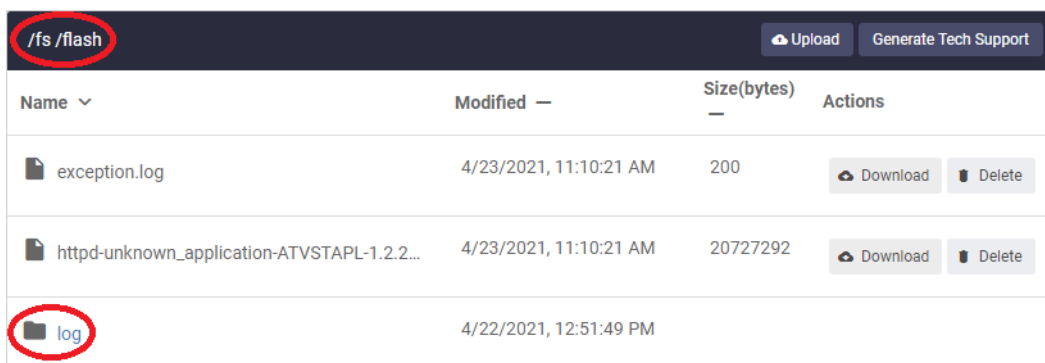 /fs /flash Upload Generate Tech Support
Name Modified Size(bytes) Actions
exception.log 4/23/2021, 11:10:21 AM 200 Download Delete
httpd-unknown_application-ATVSTAPL-1.2.2... 4/23/2021, 11:10:21 AM 20727292 Download Delete
log 4/22/2021, 12:51:49 PM